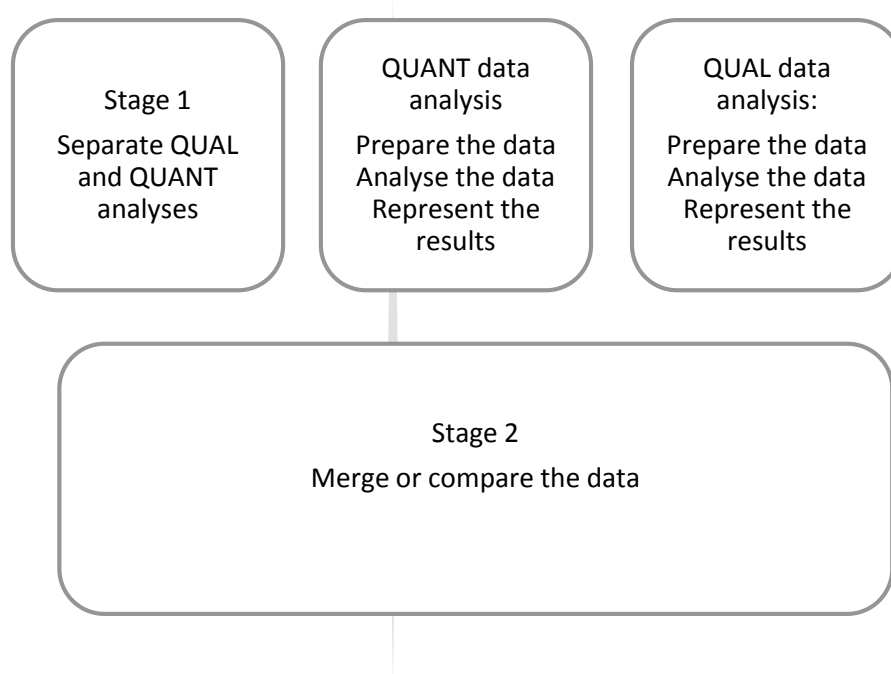 Stage 1
Separate QUAL
and QUANT
analyses
QUANT data
analysis
Prepare the data
Analyse the data
Represent the
results
QUAL data
analysis:
Prepare the data
Analyse the data
Represent the
results
Stage 2
Merge or compare the data